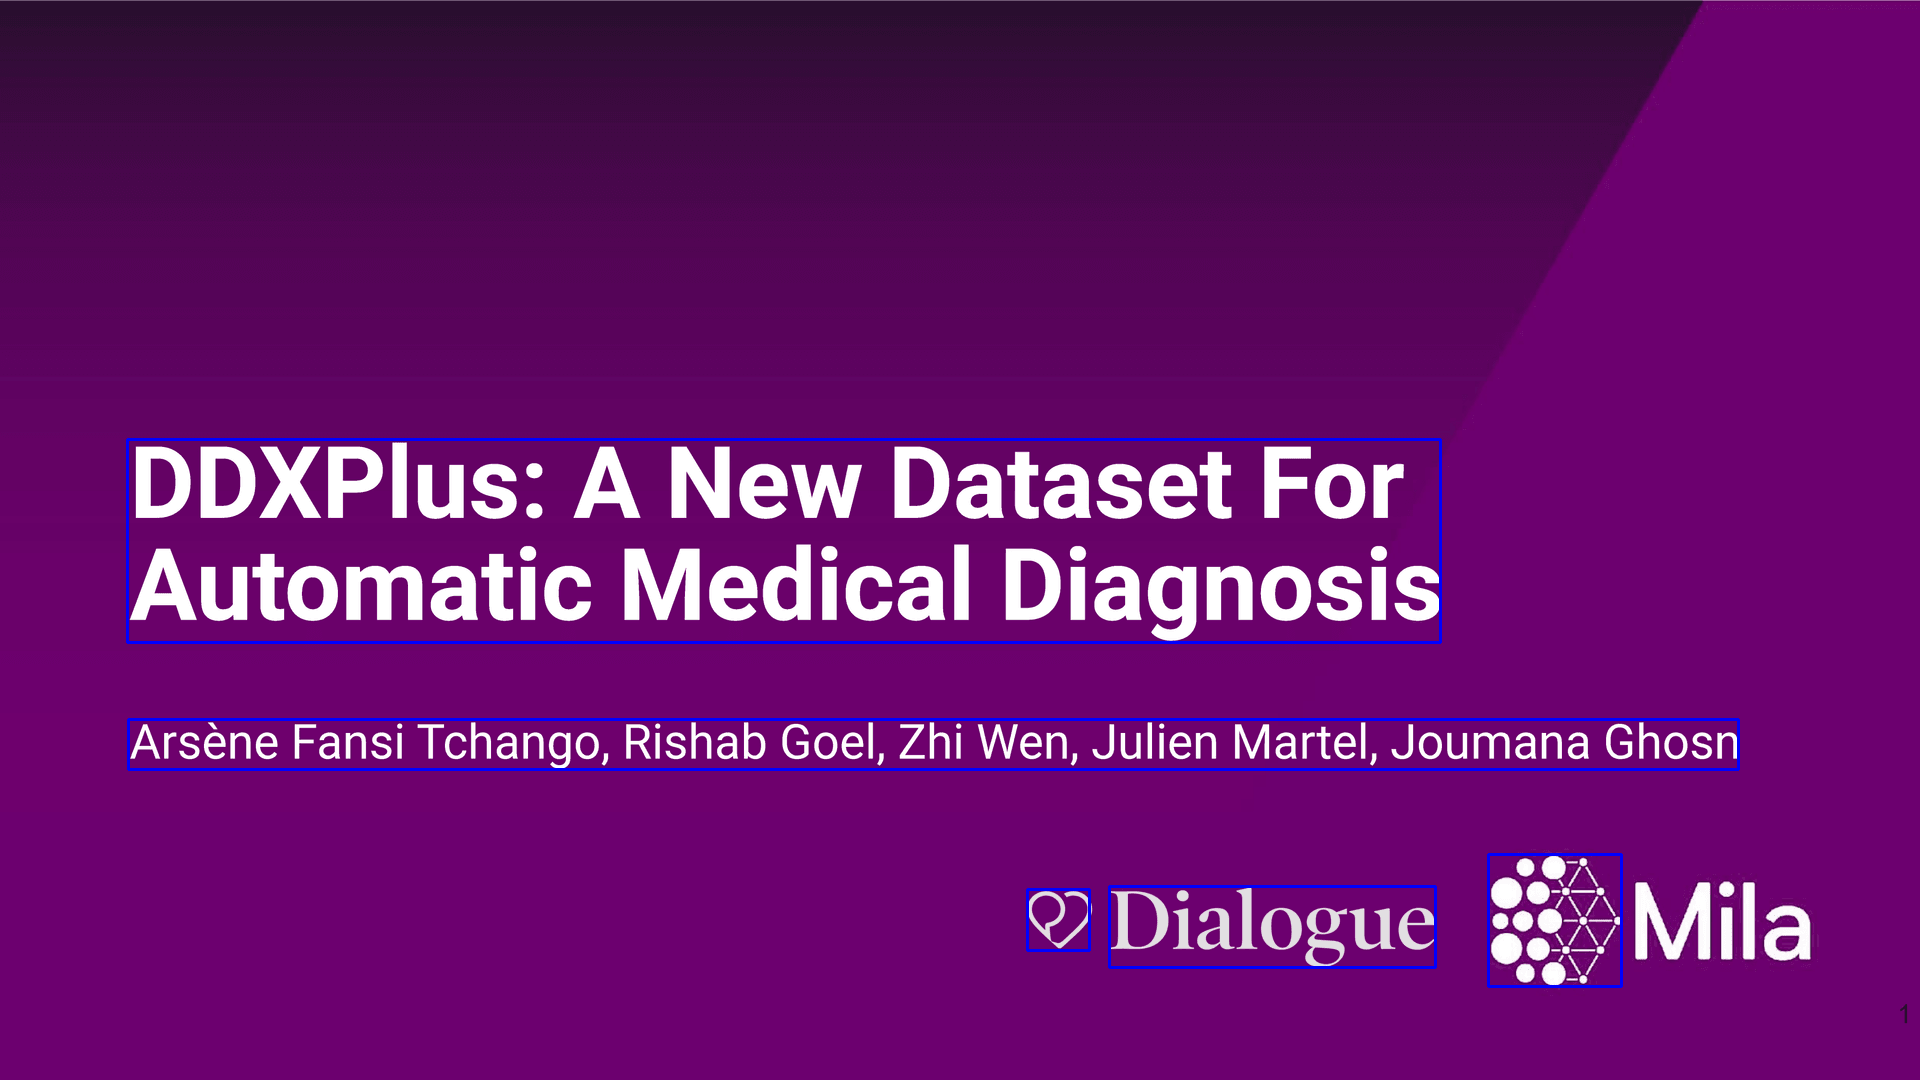 DDXPlus: A New Dataset For
Automatic Medical Diagnosis
Arsène Fansi Tchango, Rishab Goel, Zhi Wen, Julien Martel, Joumana Ghosn
Dialogue
Mila
1